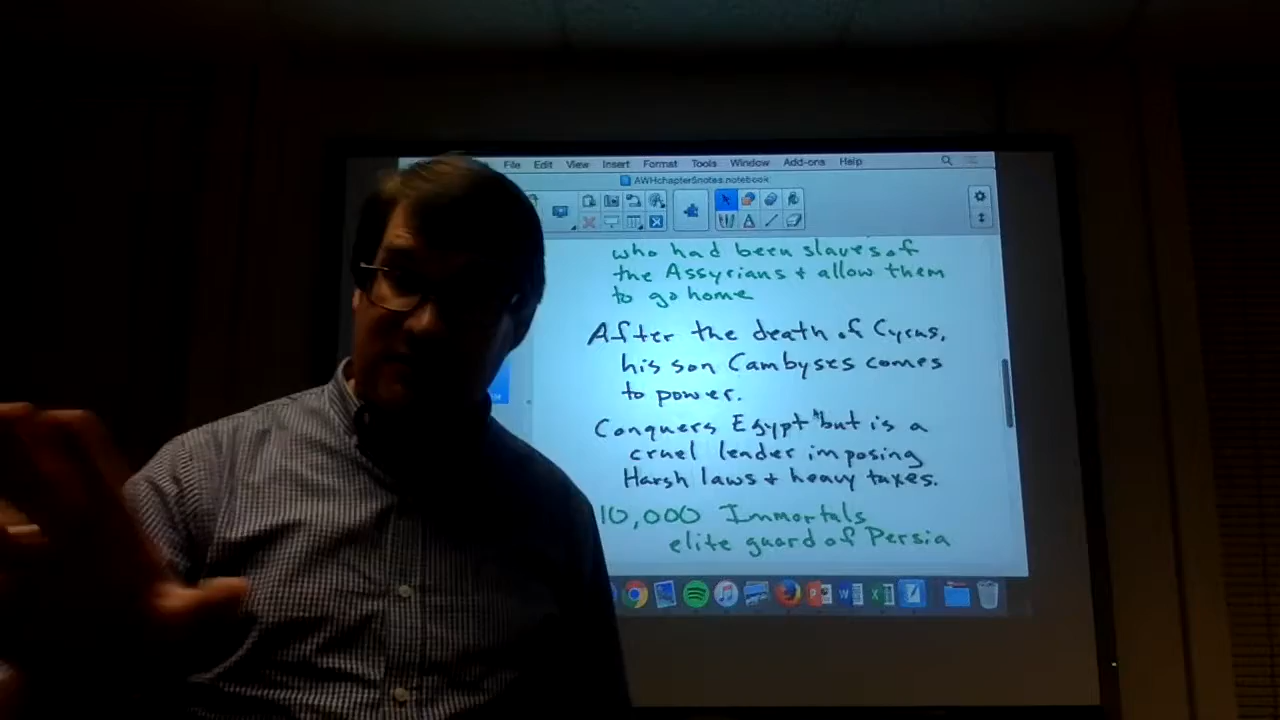 File Edit View Insert Format Tools Window Add-ons Help
AWHchapter5notes.notebook
who had been slaves of
the Assyrians + allow them
to go home
After the death of Cyrus,
his son Cambyses comes
to power.
Conquers Egypt but is a
cruel leader imposing
Harsh laws + heavy taxes.
10,000 Immortals
elite guard of Persia